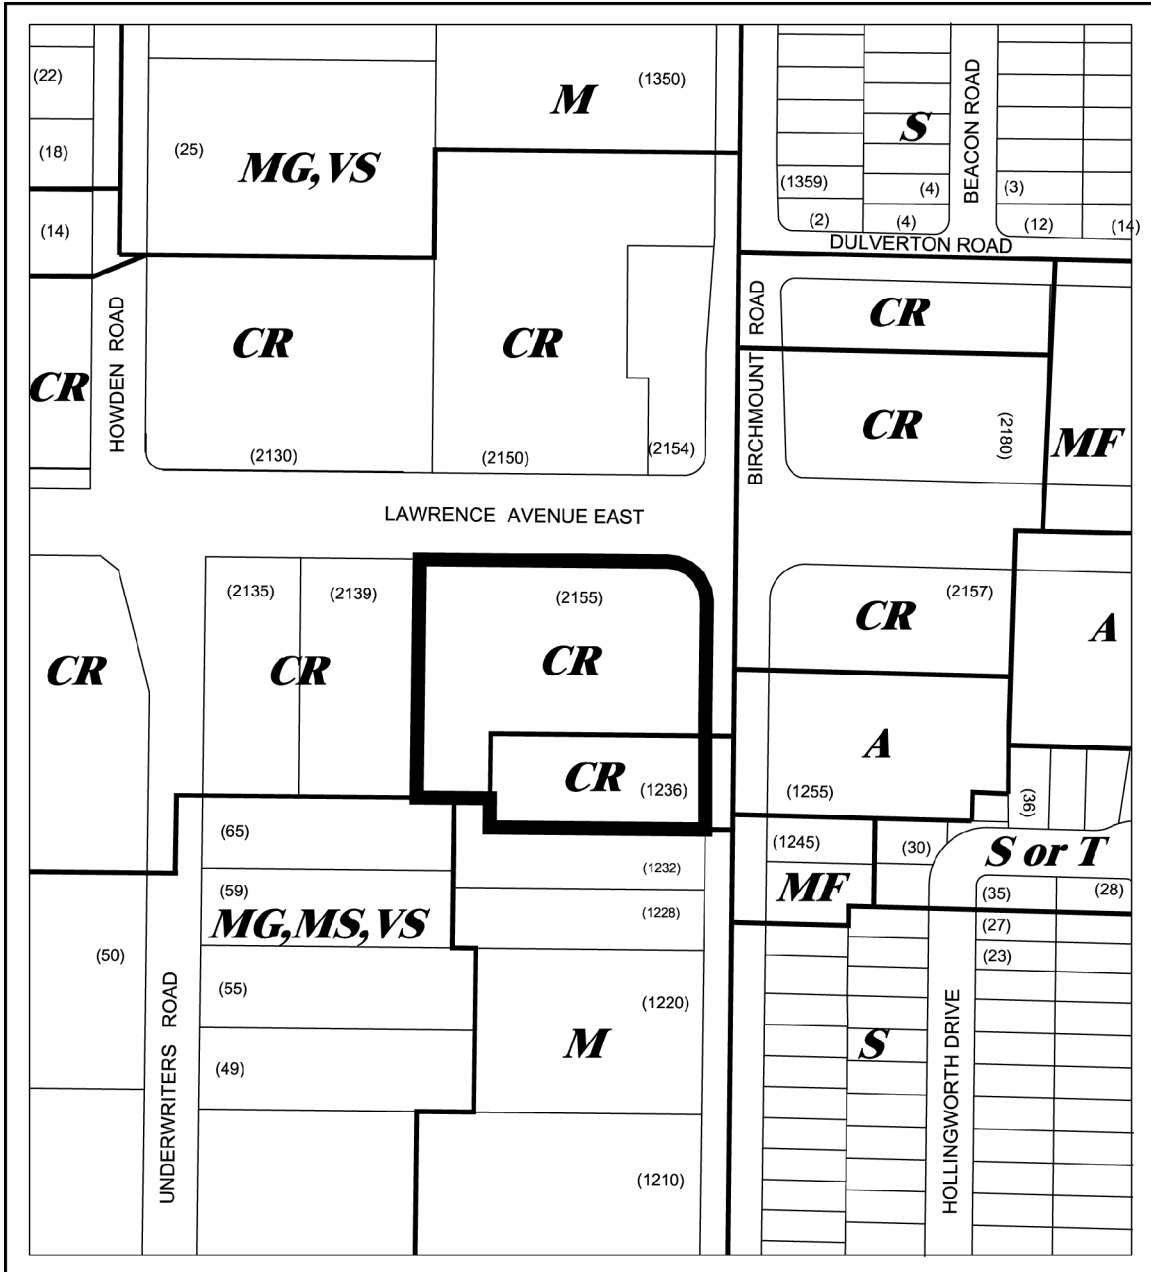 (22)
M
(1350)
BEACON ROAD
S
(18)
(25)
MG,VS
(1359)
(4)
(3)
(14)
(2)
(4)
(12)
(14)
DULVERTON ROAD
HOWDEN ROAD
CR
CR
BIRCHMOUNT ROAD
CR
CR
CR
(2180)
MF
(2130)
(2150)
(2154)
LAWRENCE AVENUE EAST
(2135)
(2139)
(2155)
(2157)
CR
A
CR
CR
CR
A
CR
(1236)
(1255)
(36)
(65)
(1245)
(30)
S or T
(1232)
(59)
MF
(35)
(28)
MG,MS,VS
(1228)
(27)
(50)
(23)
(55)
(1220)
UNDERWRITERS ROAD
M
S
HOLLINGWORTH DRIVE
(49)
(1210)